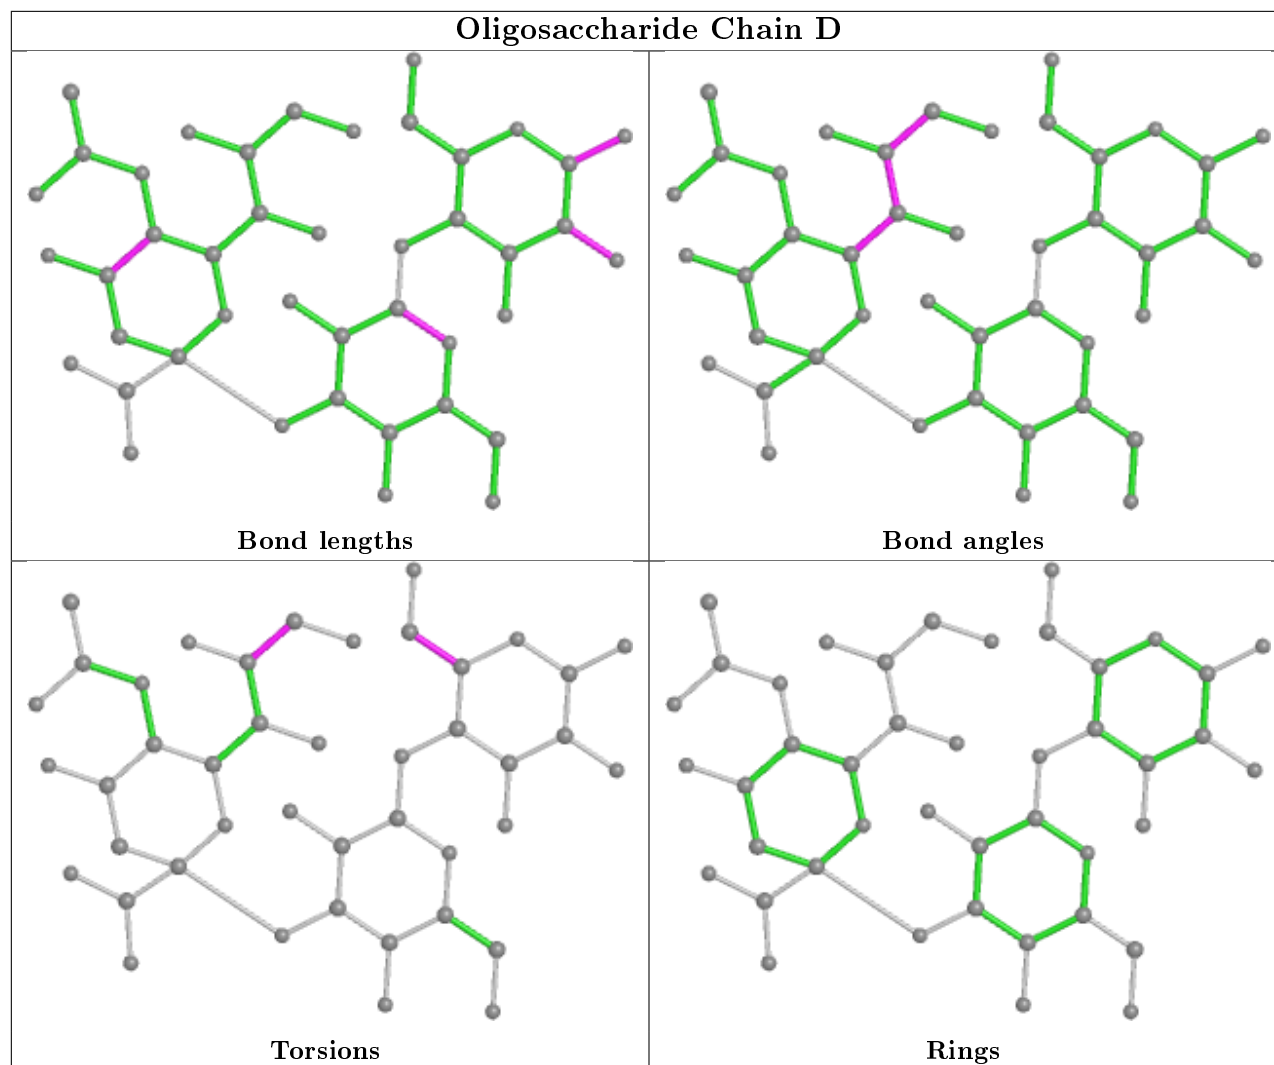 Oligosaccharide Chain D
Bond lengths
Bond angles
Torsions
Rings